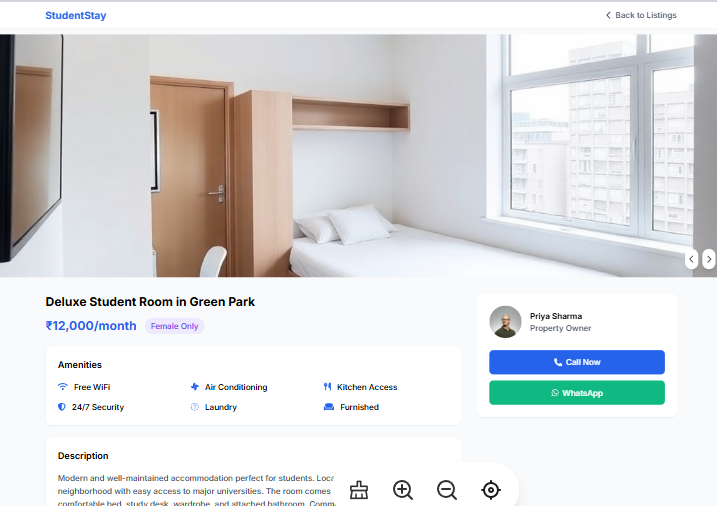 StudentStay
Back to Listings
Deluxe Student Room in Green Park
₹12,000/month Female Only
Priya Sharma
Property Owner
Call Now
WhatsApp
Amenities
Free WiFi Air Conditioning Kitchen Access
24/7 Security Laundry Furnished
Description
Modern and well-maintained accommodation perfect for students. Loca
neighborhood with easy access to major universities. The room comes
comfortable bed, study desk, wardrobe, and attached bathroom. Comm